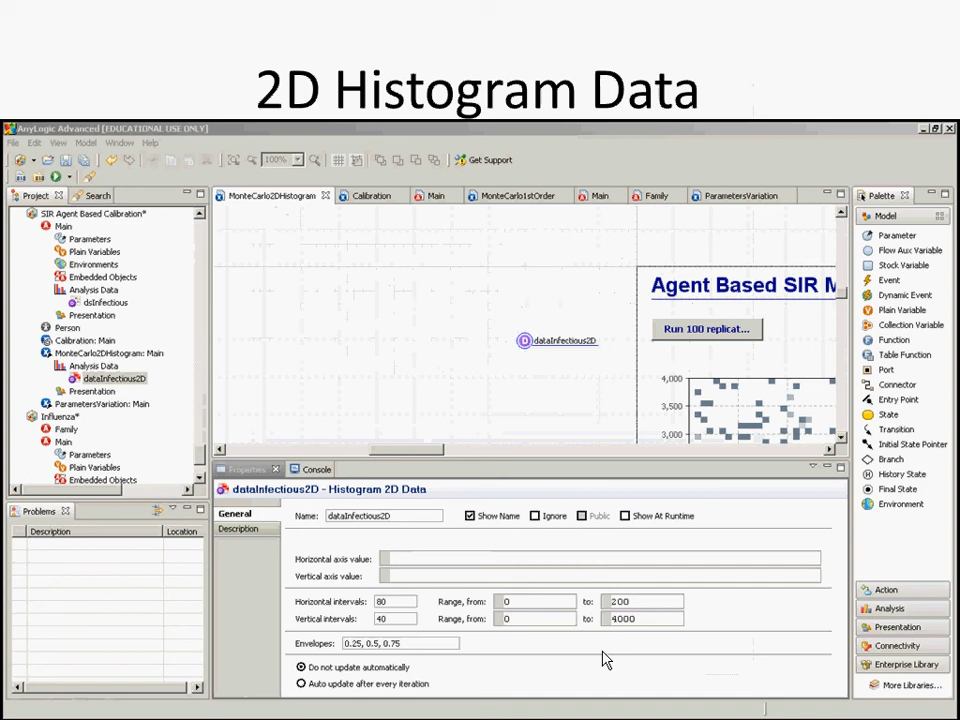 2D Histogram Data
AnyLogic Advanced [EDUCATIONAL USE ONLY]
File Edit View Model Window Help
100% Get Support
Project Search
SIR Agent Based Calibration*
Main
Parameters
Plain Variables
Environments
Embedded Objects
Analysis Data
dsInfectious
Presentation
Person
Calibration: Main
MonteCarlo2DHistogram: Main
Analysis Data
dataInfectious2D
Presentation
ParametersVariation: Main
Influenza*
Family
Main
Parameters
Plain Variables
Embedded Objects
Problems
Description Location
MonteCarlo2DHistogram Calibration Main MonteCarlo1stOrder Main Family ParametersVariation
dataInfectious2D
Agent Based SIR M
Run 100 replicat...
4,000
3,500
3,000
Properties Console
dataInfectious2D - Histogram 2D Data
General
Description
Name: dataInfectious2D Show Name Ignore Public Show At Runtime
Horizontal axis value:
Vertical axis value:
Horizontal intervals: 80 Range, from: 0 to: 200
Vertical intervals: 40 Range, from: 0 to: 4000
Envelopes: 0.25, 0.5, 0.75
Do not update automatically
Auto update after every iteration
Palette
Model
Parameter
Flow Aux Variable
Stock Variable
Event
Dynamic Event
Plain Variable
Collection Variable
Function
Table Function
Port
Connector
Entry Point
State
Transition
Initial State Pointer
Branch
History State
Final State
Environment
Action
Analysis
Presentation
Connectivity
Enterprise Library
More Libraries...